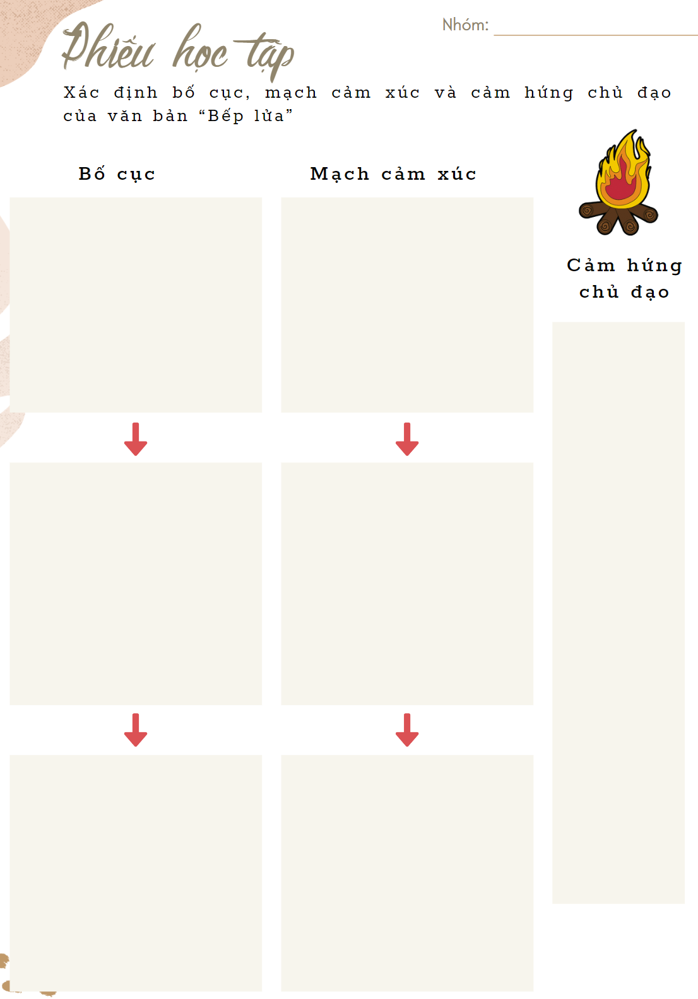 Nhóm:
Phiếu học tập
Xác định bố cục, mạch cảm xúc và cảm hứng chủ đạo
của văn bản “Bếp lửa”
Bố cục
Mạch cảm xúc
Cảm hứng
chủ đạo